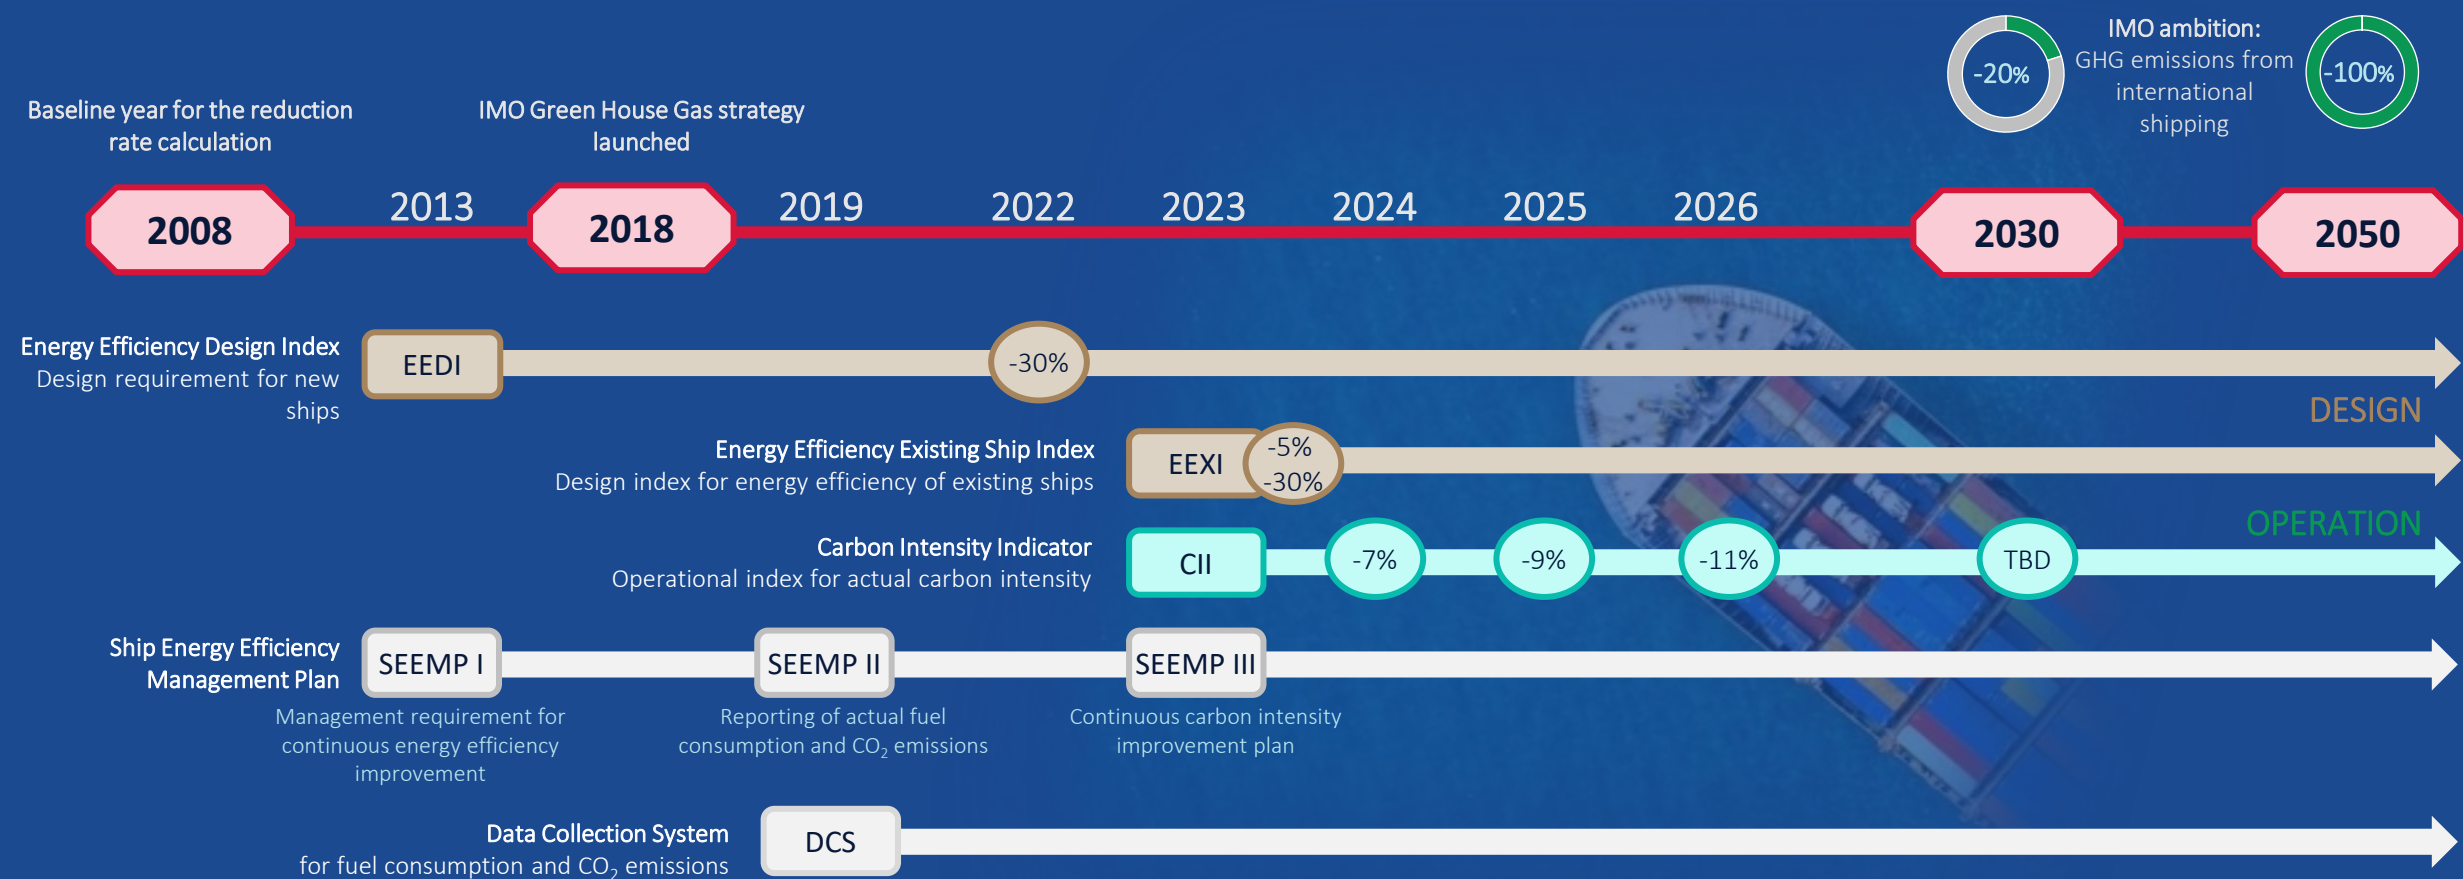 -20%
IMO ambition:
GHG emissions from
international
shipping
-100%
Baseline year for the reduction
rate calculation
IMO Green House Gas strategy
launched
2008
2013
2018
2019
2022
2023
2024
2025
2026
2030
2050
Energy Efficiency Design Index
Design requirement for new
ships
EEDI
-30%
DESIGN
Energy Efficiency Existing Ship Index
Design index for energy efficiency of existing ships
EEXI
-5%
-30%
OPERATION
Carbon Intensity Indicator
Operational index for actual carbon intensity
CII
-7%
-9%
-11%
TBD
Ship Energy Efficiency
Management Plan
SEEMP I
SEEMP II
SEEMP III
Management requirement for
continuous energy efficiency
improvement
Reporting of actual fuel
consumption and CO₂ emissions
Continuous carbon intensity
improvement plan
Data Collection System
for fuel consumption and CO₂ emissions
DCS